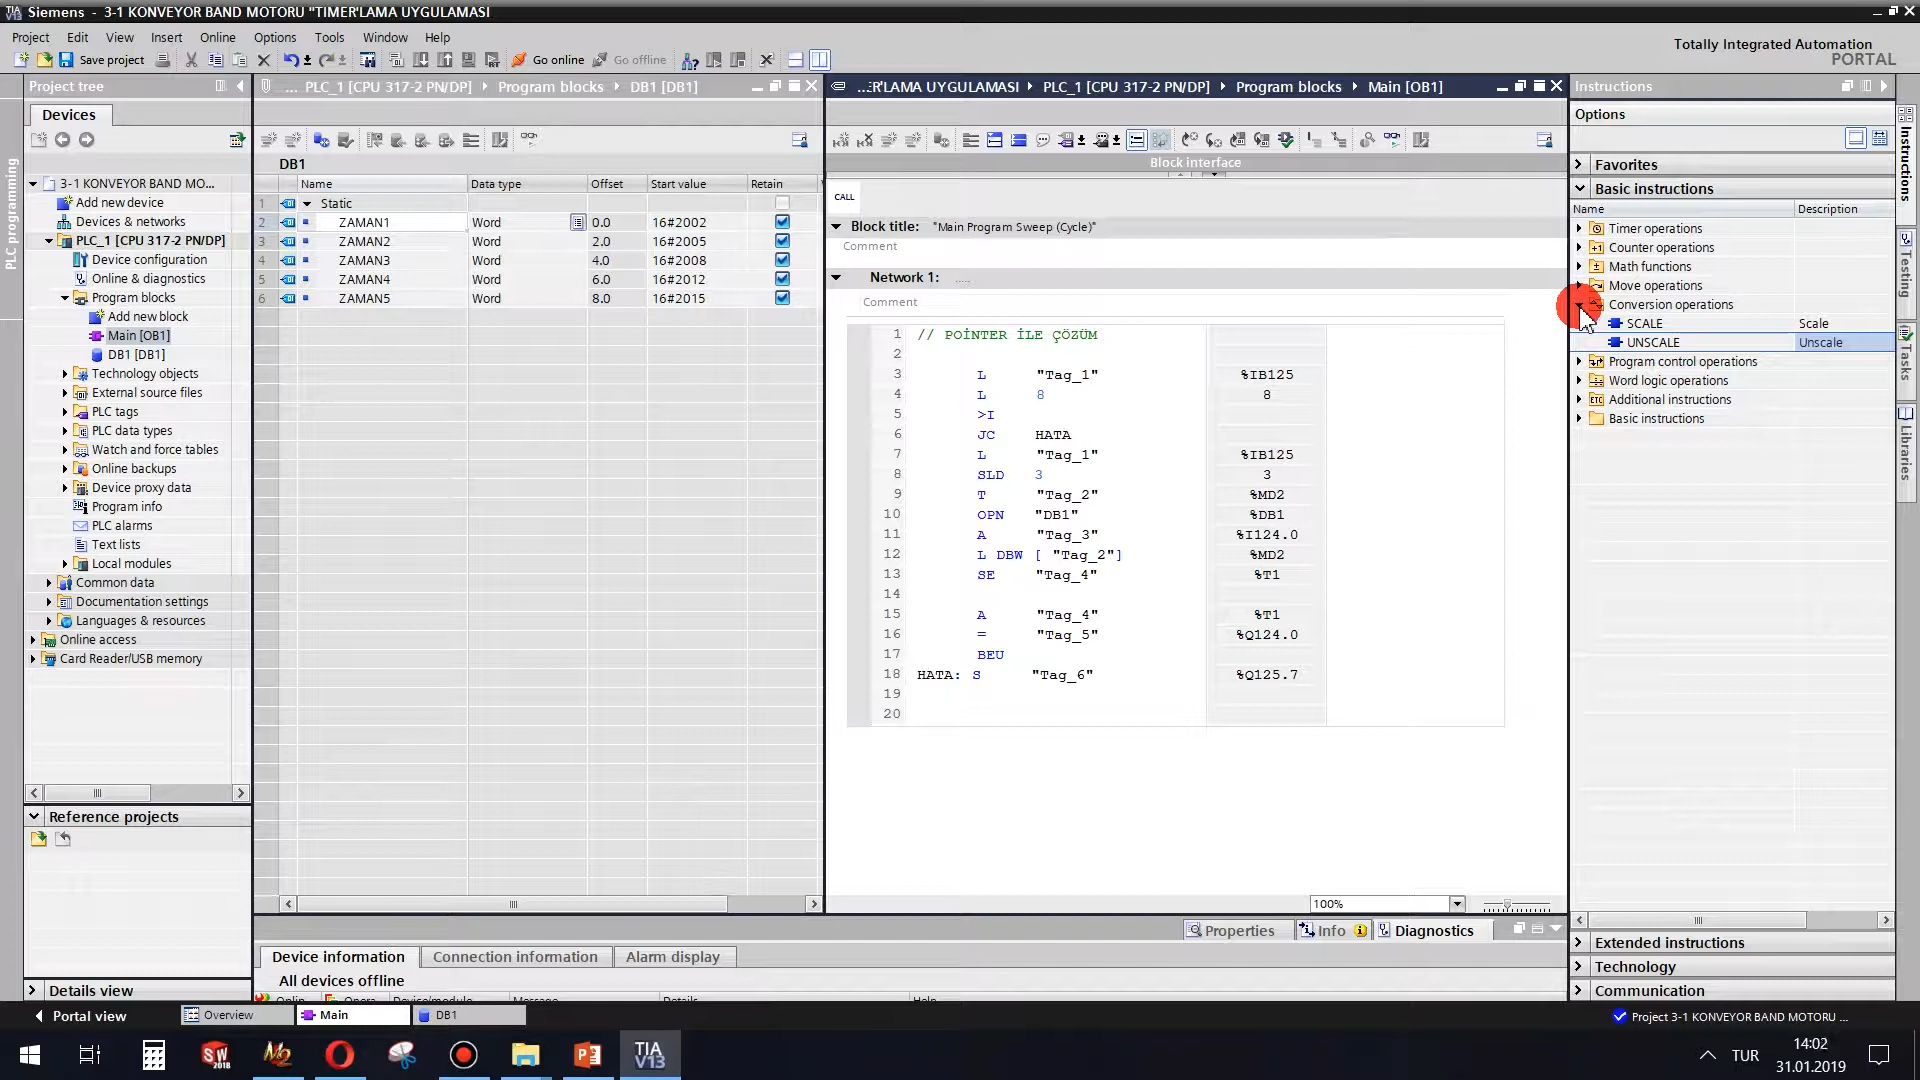 Siemens - 3-1 KONVEYOR BAND MOTORU "TIMER'LAMA UYGULAMASI
Project Edit View Insert Online Options Tools Window Help
Totally Integrated Automation
PORTAL
Save project
Go online
Go offline
Project tree
Devices
PLC programming
3-1 KONVEYOR BAND MO...
Add new device
Devices & networks
PLC_1 [CPU 317-2 PN/DP]
Device configuration
Online & diagnostics
Program blocks
Add new block
Main [OB1]
DB1 [DB1]
Technology objects
External source files
PLC tags
PLC data types
Watch and force tables
Online backups
Device proxy data
Program info
PLC alarms
Text lists
Local modules
Common data
Documentation settings
Languages & resources
Online access
Card Reader/USB memory
Reference projects
Details view
... PLC_1 [CPU 317-2 PN/DP] Program blocks DB1 [DB1]
DB1
Name Data type Offset Start value Retain
1 Static
2 ZAMAN1 Word 0.0 16#2002
3 ZAMAN2 Word 2.0 16#2005
4 ZAMAN3 Word 4.0 16#2008
5 ZAMAN4 Word 6.0 16#2012
6 ZAMAN5 Word 8.0 16#2015
...R'LAMA UYGULAMASI PLC_1 [CPU 317-2 PN/DP] Program blocks Main [OB1]
Block interface
CALL
Block title: "Main Program Sweep (Cycle)"
Comment
Network 1: .....
Comment
1 // POİNTER İLE ÇÖZÜM
2
3 L "Tag_1" %IB125
4 L 8 8
5 >I
6 JC HATA
7 L "Tag_1" %IB125
8 SLD 3 3
9 T "Tag_2" %MD2
10 OPN "DB1" %DB1
11 A "Tag_3" %I124.0
12 L DBW [ "Tag_2"] %MD2
13 SE "Tag_4" %T1
14
15 A "Tag_4" %T1
16 = "Tag_5" %Q124.0
17 BEU
18 HATA: S "Tag_6" %Q125.7
19
20
100%
Properties Info Diagnostics
Device information Connection information Alarm display
All devices offline
Device/module Message Details Help
Instructions
Options
Favorites
Basic instructions
Name Description
Timer operations
Counter operations
Math functions
Move operations
Conversion operations
SCALE Scale
UNSCALE Unscale
Program control operations
Word logic operations
Additional instructions
Basic instructions
Extended instructions
Technology
Communication
Instructions
Testing
Tasks
Libraries
Portal view Overview Main DB1
Project 3-1 KONVEYOR BAND MOTORU ...
SW 2018
TIA V13
TUR
14:02
31.01.2019